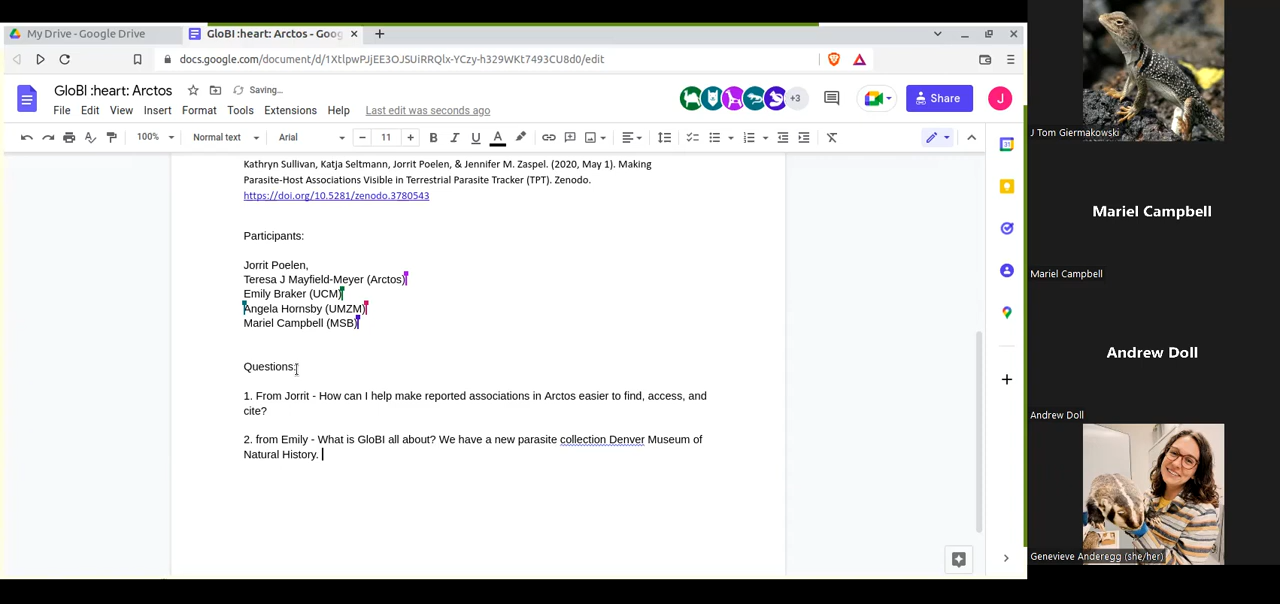 My Drive - Google Drive
GloBI :heart: Arctos - Goog
docs.google.com/document/d/1XtlpwPJjEE3OJSUiRRQlx-YCzy-h329WKt7493CU8d0/edit
GloBI :heart: Arctos
Saving...
File Edit View Insert Format Tools Extensions Help Last edit was seconds ago
+3
Share
J
100% Normal text Arial 11
Kathryn Sullivan, Katja Seltmann, Jorrit Poelen, & Jennifer M. Zaspel. (2020, May 1). Making
Parasite-Host Associations Visible in Terrestrial Parasite Tracker (TPT). Zenodo.
https://doi.org/10.5281/zenodo.3780543
Participants:
Jorrit Poelen,
Teresa J Mayfield-Meyer (Arctos)
Emily Braker (UCM)
Angela Hornsby (UMZM)
Mariel Campbell (MSB)
Questions:
1. From Jorrit - How can I help make reported associations in Arctos easier to find, access, and
cite?
2. from Emily - What is GloBI all about? We have a new parasite collection Denver Museum of
Natural History.
J Tom Giermakowski
Mariel Campbell
Mariel Campbell
Andrew Doll
Andrew Doll
Genevieve Anderegg (she/her)